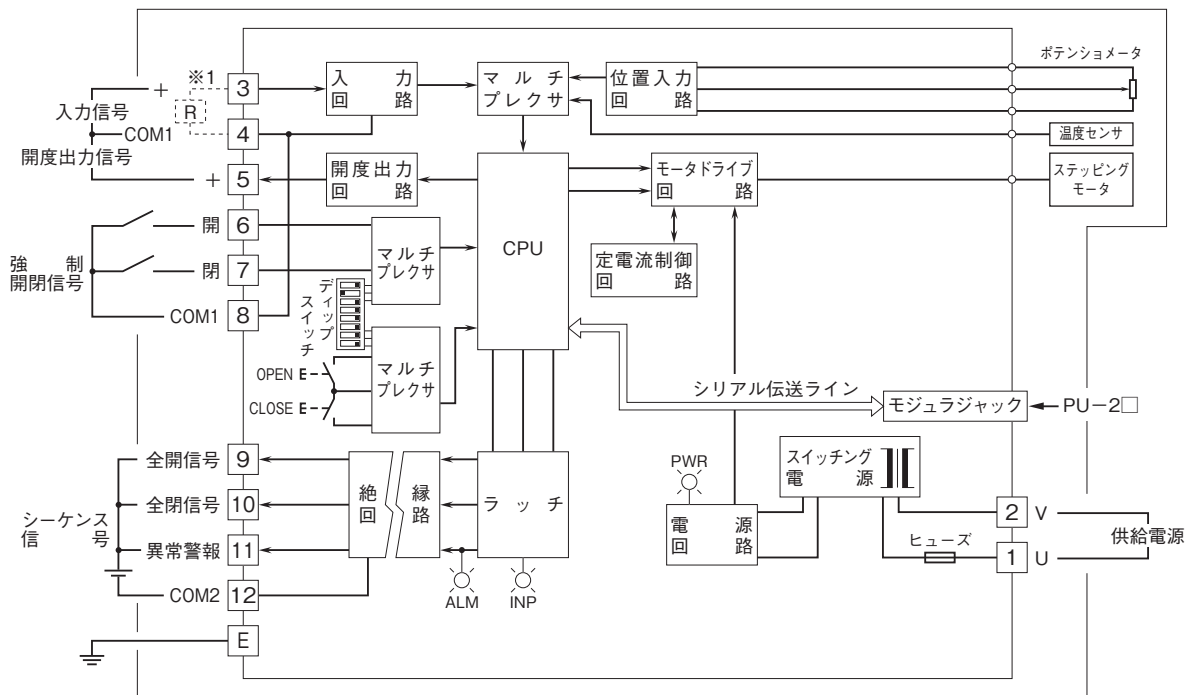 ※1
+
3
入力信号
R
COM1
4
開度出力信号
+
5
開
6
強制
開閉信号
閉
7
COM1
8
入力
回路
マルチ
プレクサ
位置入力
回路
ポテンショメータ
温度センサ
開度出力
回路
CPU
モータドライブ
回路
ステッピング
モータ
マルチ
プレクサ
定電流制御
回路
ディップ
スイッチ
マルチ
プレクサ
OPEN
CLOSE
シリアル伝送ライン
モジュラジャック
PU-2□
全開信号
9
全閉信号
10
シーケンス
信号
異常警報
11
COM2
12
E
絶縁
回路
ラッチ
ALM
INP
PWR
スイッチング
電源
電源
回路
ヒューズ
2
V
供給電源
1
U